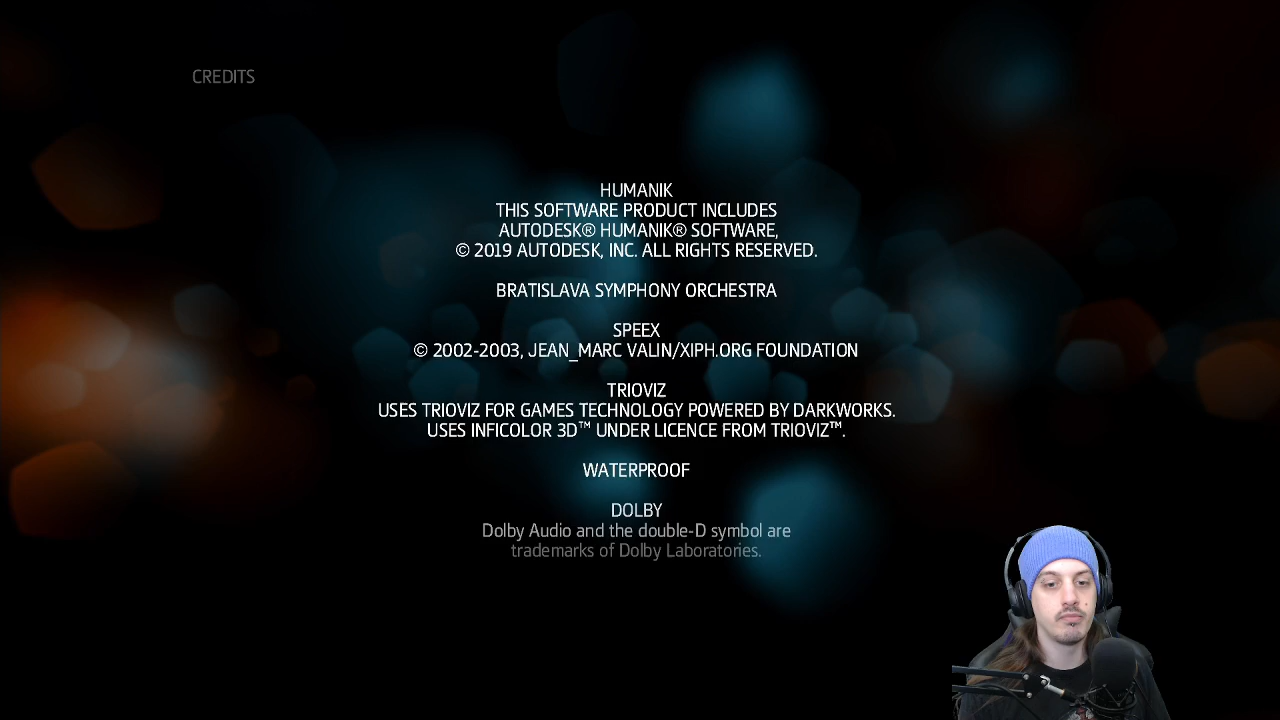 CREDITS
HUMANIK
THIS SOFTWARE PRODUCT INCLUDES
AUTODESK® HUMANIK® SOFTWARE,
© 2019 AUTODESK, INC. ALL RIGHTS RESERVED.
BRATISLAVA SYMPHONY ORCHESTRA
SPEEX
© 2002-2003, JEAN_MARC VALIN/XIPH.ORG FOUNDATION
TRIOVIZ
USES TRIOVIZ FOR GAMES TECHNOLOGY POWERED BY DARKWORKS.
USES INFICOLOR 3D™ UNDER LICENCE FROM TRIOVIZ™.
WATERPROOF
DOLBY
Dolby Audio and the double-D symbol are
trademarks of Dolby Laboratories.